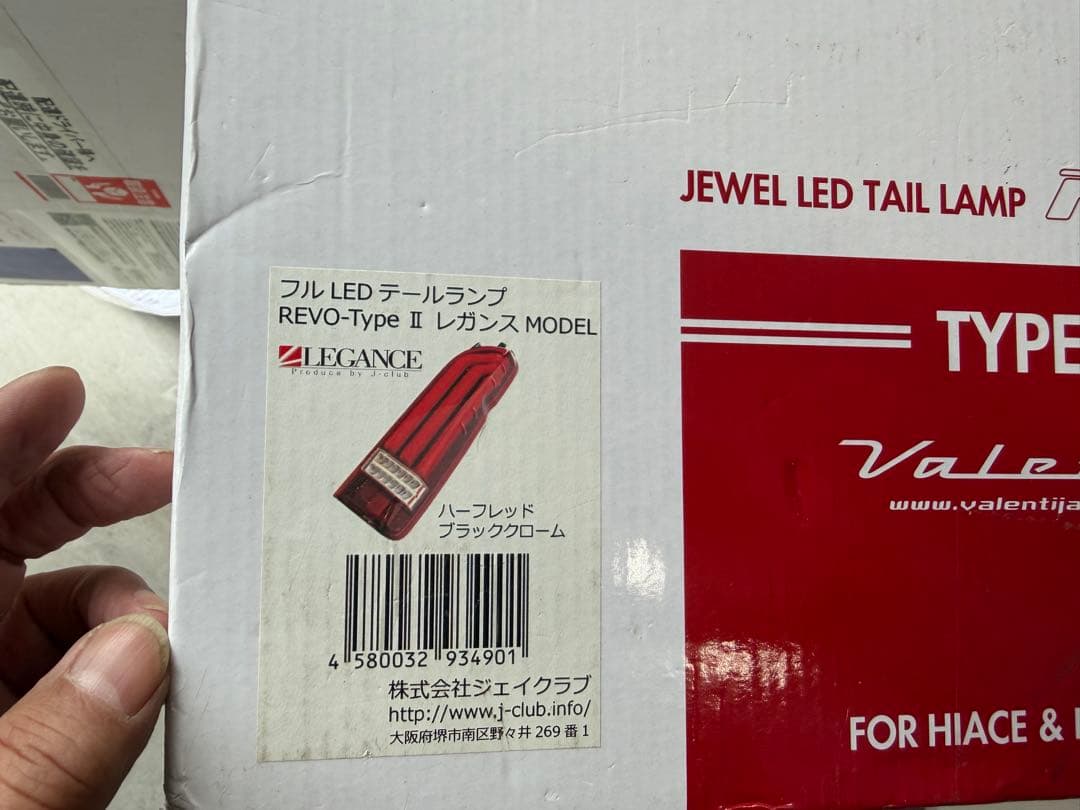 JEWEL LED TAIL LAMP
フル LED テールランプ
REVO-Type Ⅱ レガンス MODEL
LEGANCE
Produce by J-club
ハーフレッド
ブラッククローム
4 580032 934901
株式会社ジェイクラブ
http://www.j-club.info/
大阪府堺市南区野々井 269 番 1
TYPE
Vale
www.valentija
FOR HIACE &